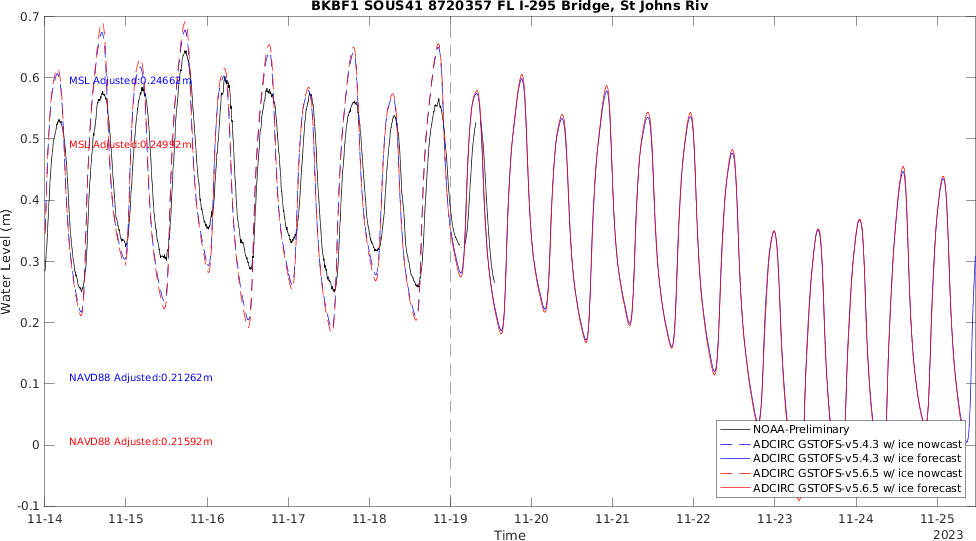 BKBF1 SOUS41 8720357 FL I-295 Bridge, St Johns Riv
0.7
0.6
0.5
0.4
0.3
0.2
0.1
0
-0.1
Water Level (m)
MSL Adjusted:0.24662m
MSL Adjusted:0.24992m
NAVD88 Adjusted:0.21262m
NAVD88 Adjusted:0.21592m
NOAA-Preliminary
ADCIRC GSTOFS-v5.4.3 w/ ice nowcast
ADCIRC GSTOFS-v5.4.3 w/ ice forecast
ADCIRC GSTOFS-v5.6.5 w/ ice nowcast
ADCIRC GSTOFS-v5.6.5 w/ ice forecast
11-14 11-15 11-16 11-17 11-18 11-19 11-20 11-21 11-22 11-23 11-24 11-25
Time
2023